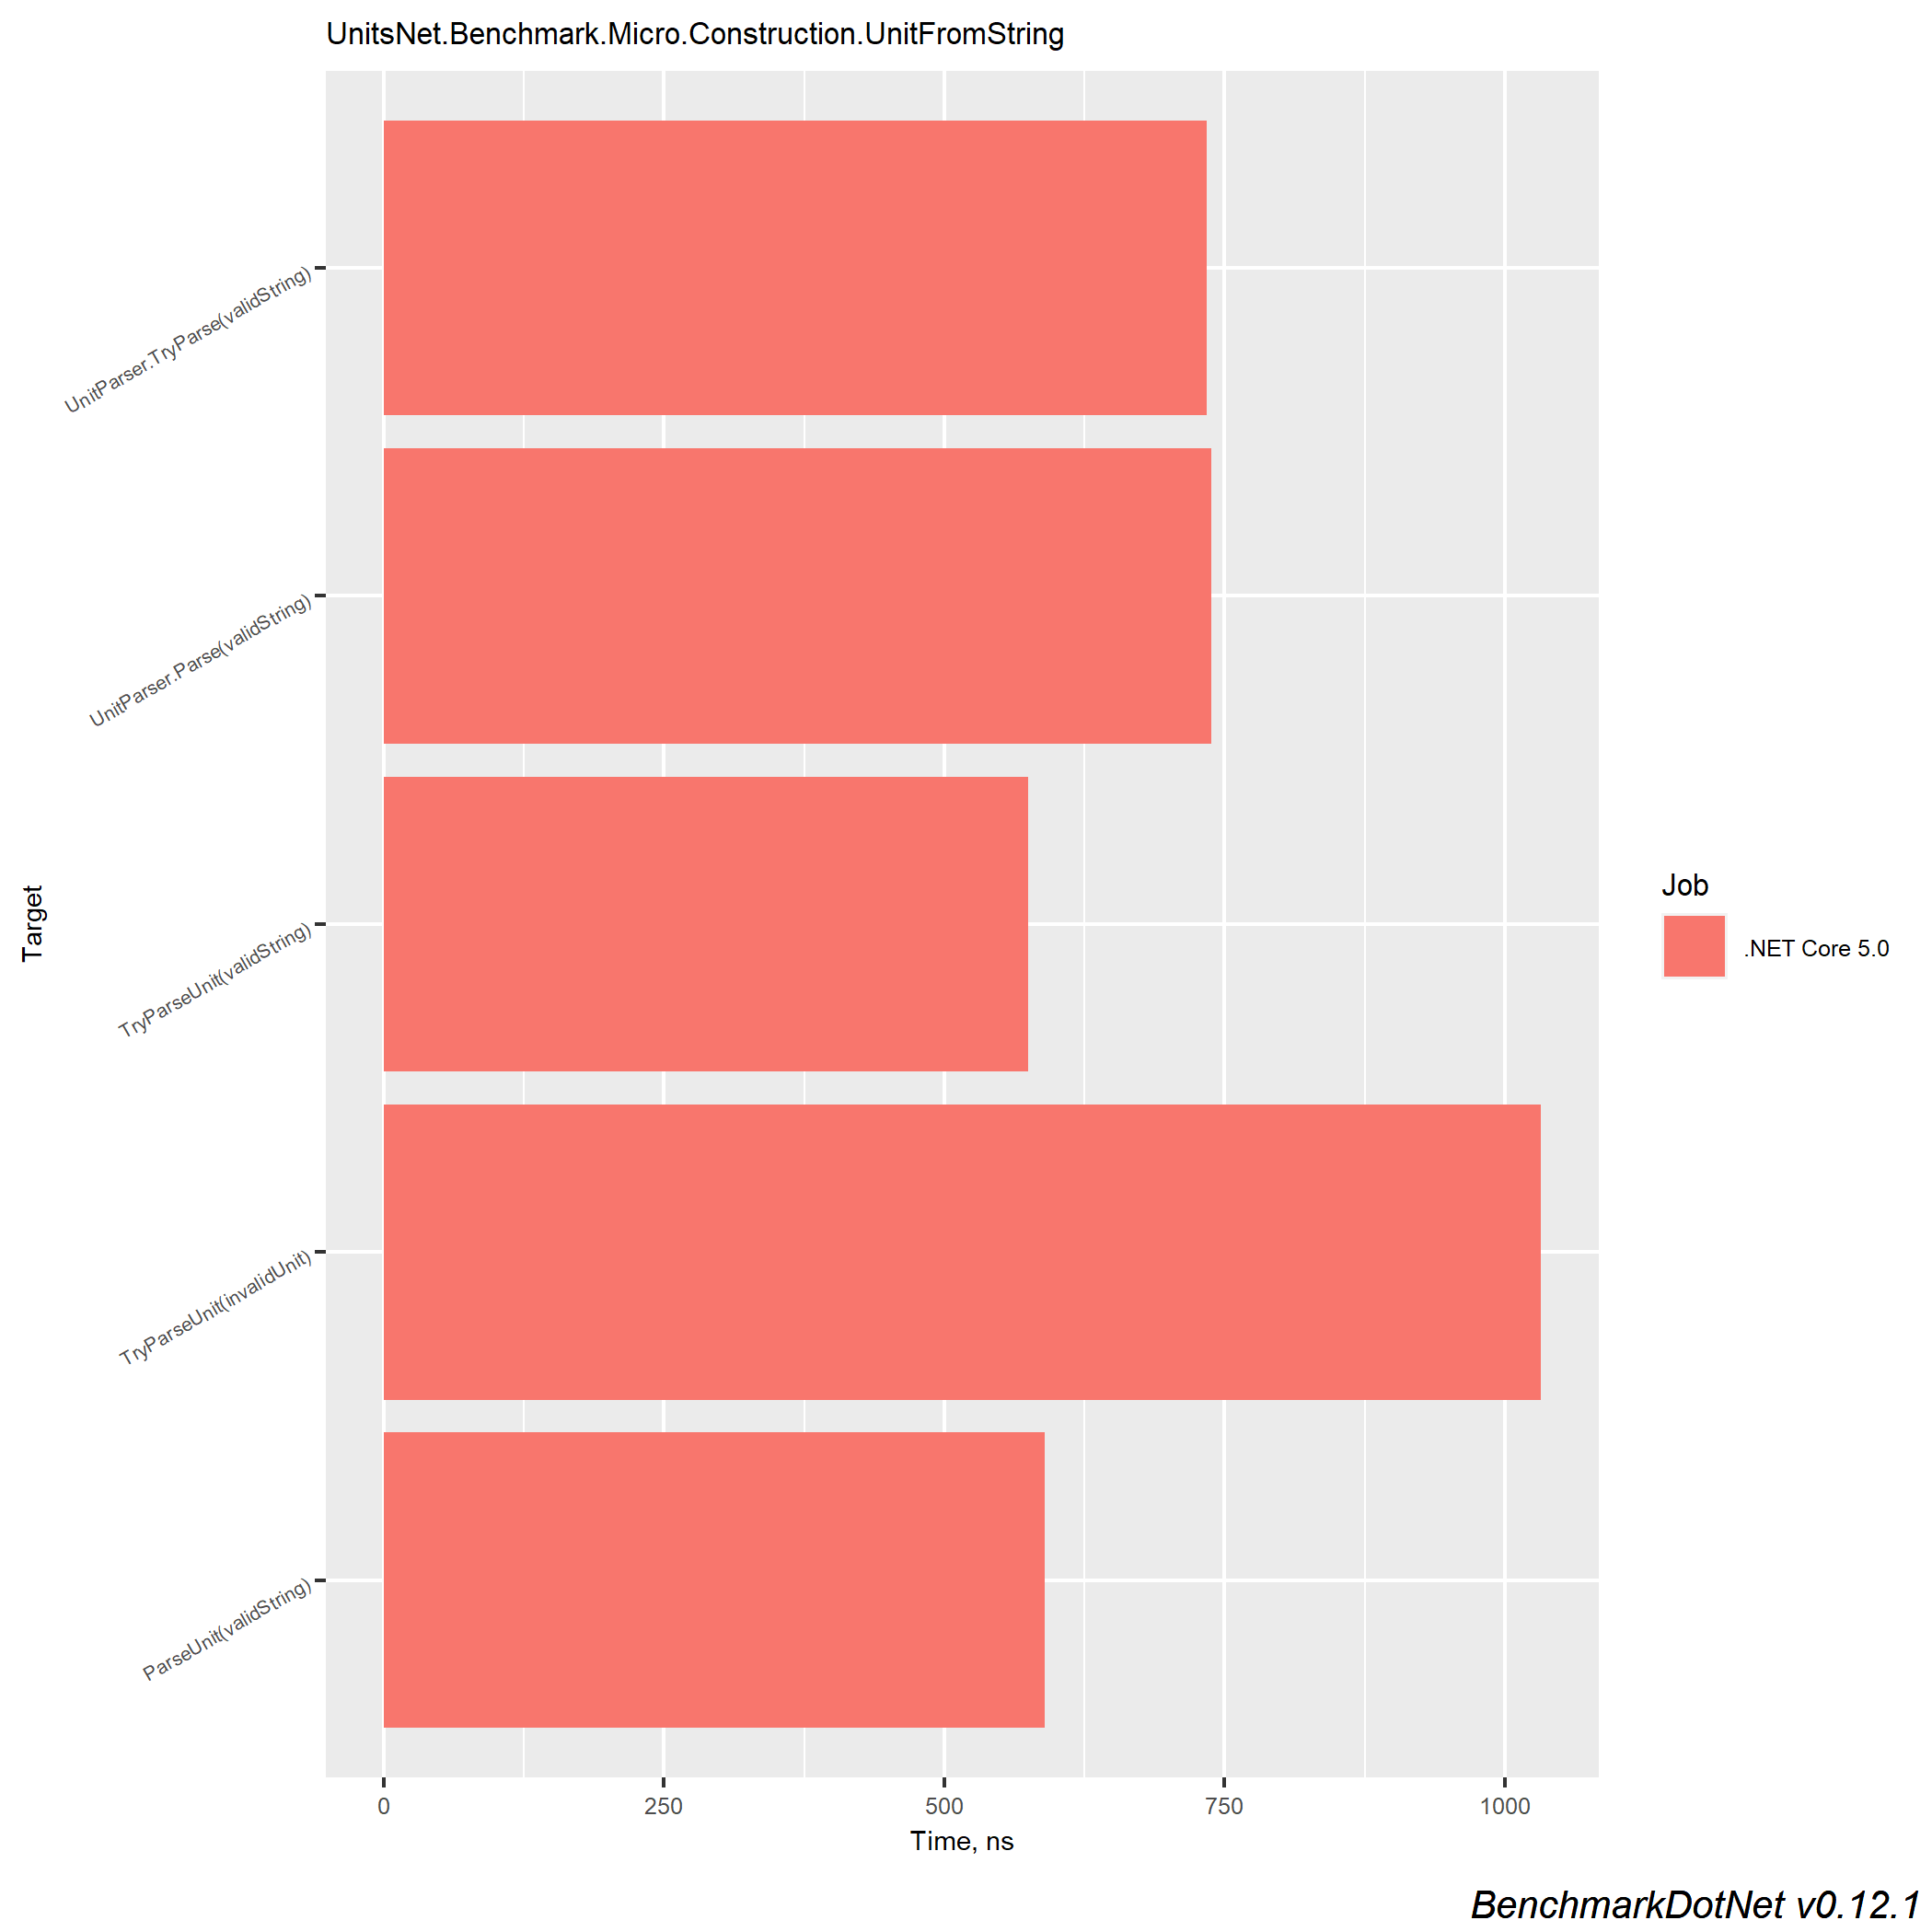 UnitsNet.Benchmark.Micro.Construction.UnitFromString
UnitParser.TryParse(validString)
UnitParser.Parse(validString)
TryParseUnit(validString)
TryParseUnit(invalidUnit)
ParseUnit(validString)
Target
0 250 500 750 1000
Time, ns
Job
.NET Core 5.0
BenchmarkDotNet v0.12.1